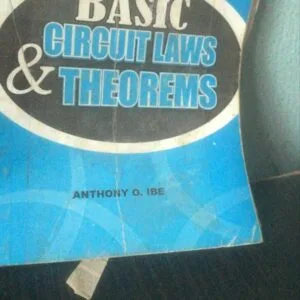 BASIC
CIRCUIT LAWS
& THEOREMS
ANTHONY O. IBE